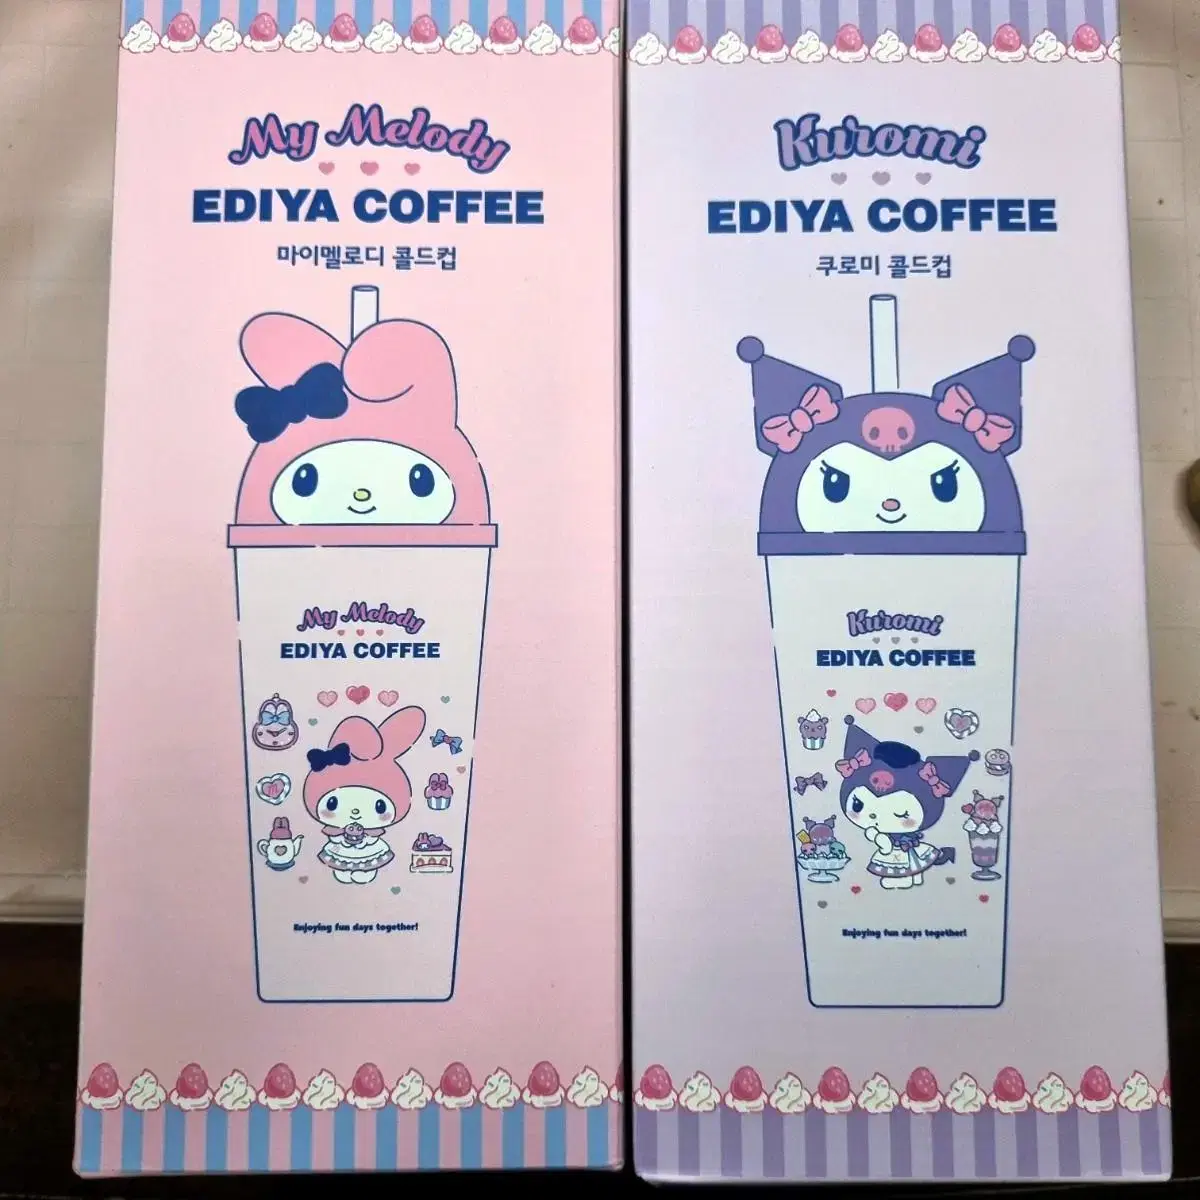 My Melody
EDIYA COFFEE
마이멜로디 콜드컵
My Melody
EDIYA COFFEE
m
Enjoying fun days together!
Kuromi
EDIYA COFFEE
쿠로미 콜드컵
Kuromi
EDIYA COFFEE
Enjoying fun days together!